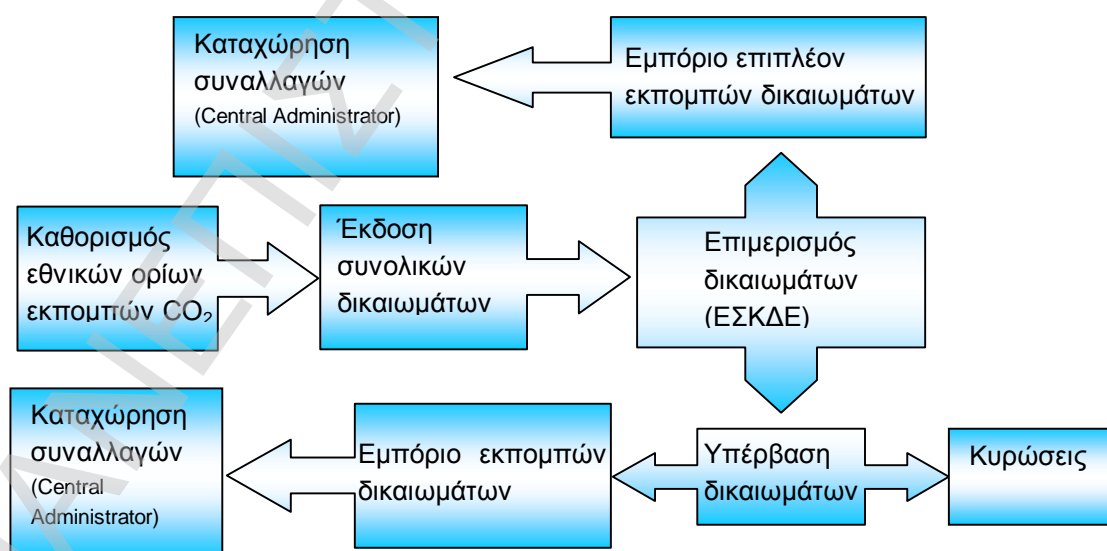 Καταχώρηση
συναλλαγών
(Central Administrator)
Εμπόριο επιπλέον
εκπομπών δικαιωμάτων
Καθορισμός
εθνικών ορίων
εκπομπών CO₂
Έκδοση
συνολικών
δικαιωμάτων
Επιμερισμός
δικαιωμάτων
(ΕΣΚΔΕ)
Καταχώρηση
συναλλαγών
(Central
Administrator)
Εμπόριο εκπομπών
δικαιωμάτων
Υπέρβαση
δικαιωμάτων
Κυρώσεις